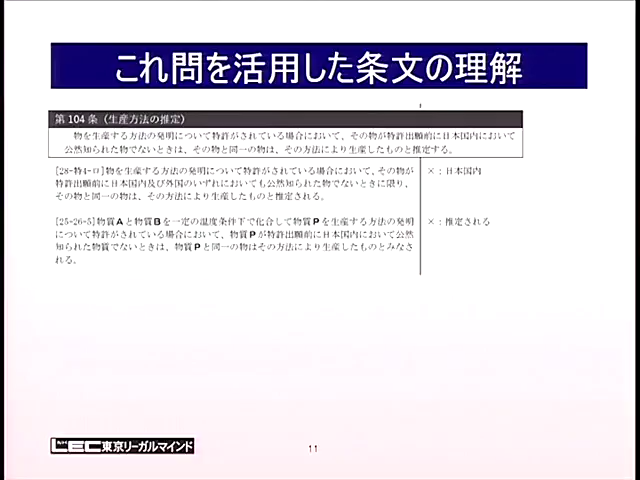 これ問を活用した条文の理解
第104条（生産方法の推定）
物を生産する方法の発明について特許がされている場合において、その物が特許出願前に日本国内において
公然知られた物でないときは、その物と同一の物は、その方法により生産したものと推定する。
[28-特4-ロ]物を生産する方法の発明について特許がされている場合において、その物が
特許出願前に日本国内及び外国のいずれにおいても公然知られた物でないときに限り、
その物と同一の物は、その方法により生産したものと推定される。
×：日本国内
[25-26-5]物質Aと物質Bを一定の温度条件下で化合して物質Pを生産する方法の発明
について特許がされている場合において、物質Pが特許出願前に日本国内において公然
知られた物質でないときは、物質Pと同一の物はその方法により生産したものとみなさ
れる。
×：推定される
LEC東京リーガルマインド
11